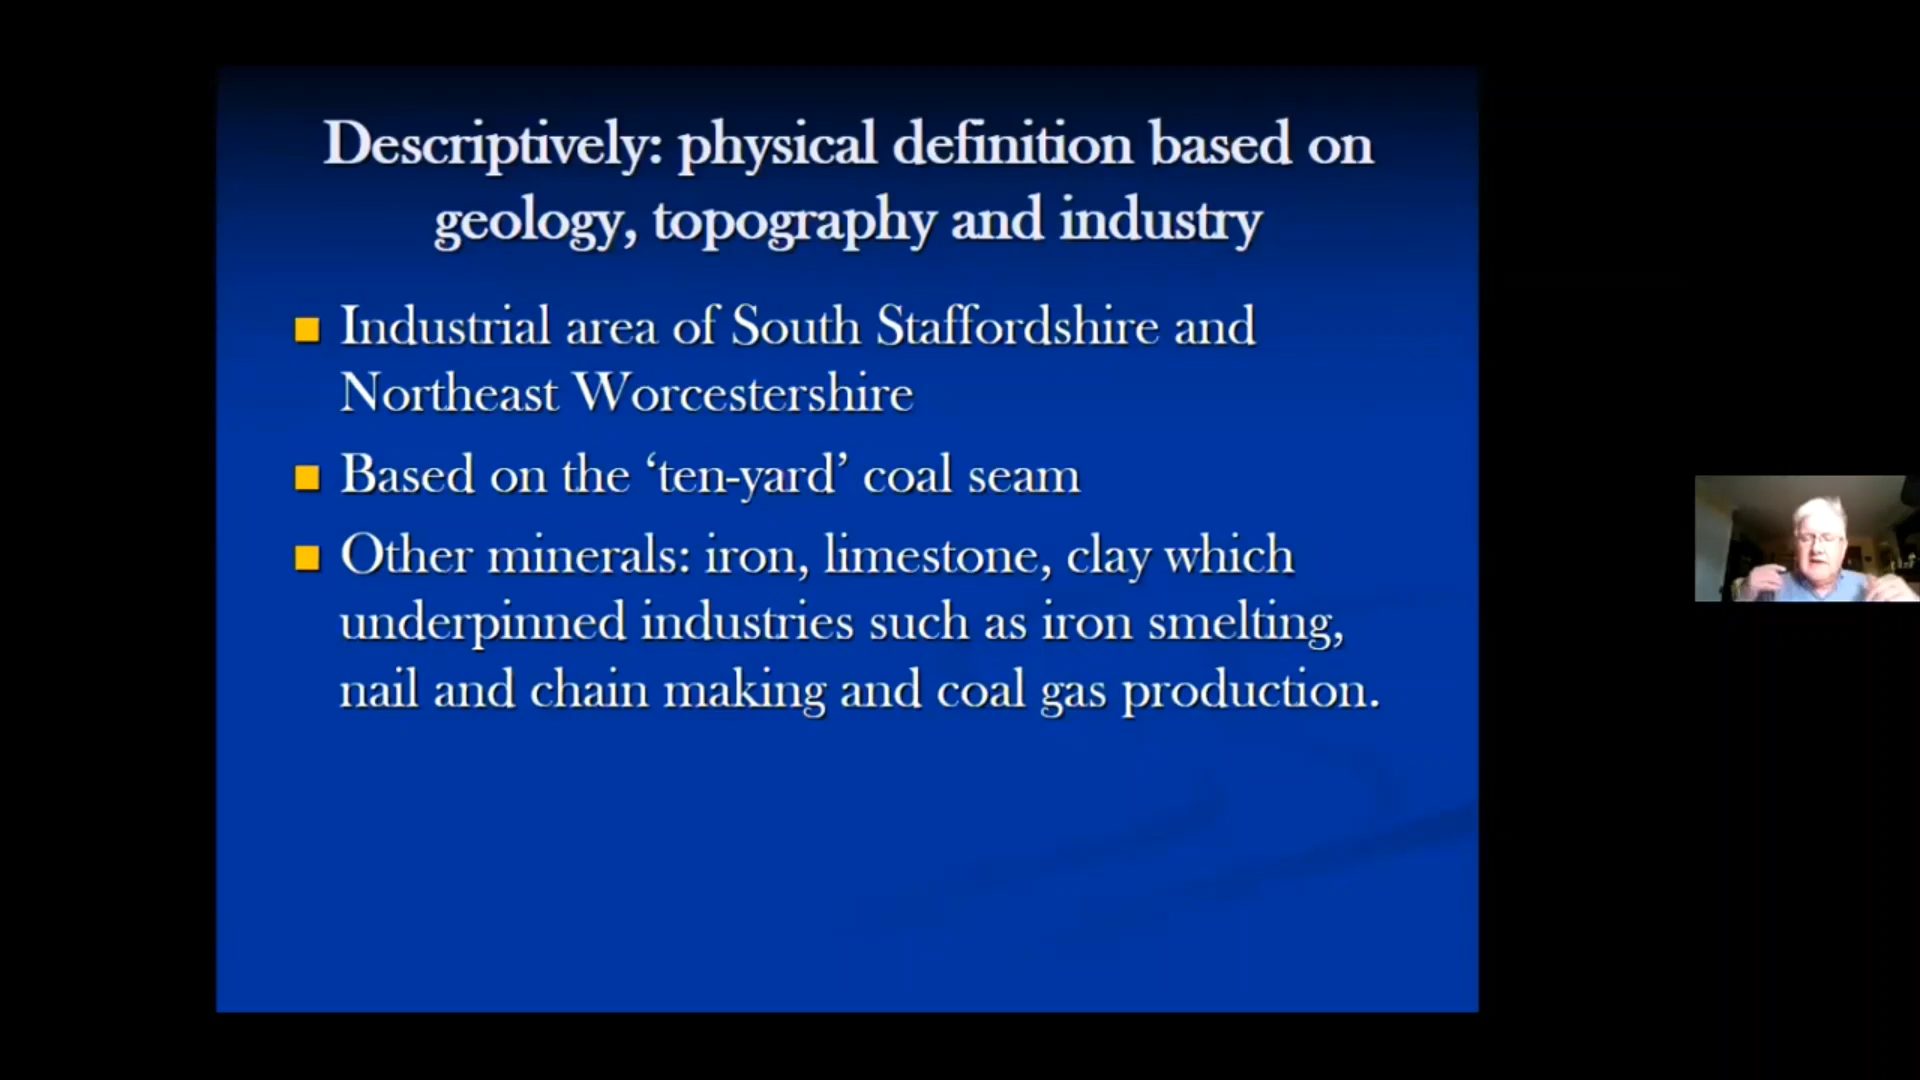 Descriptively: physical definition based on
geology, topography and industry
Industrial area of South Staffordshire and
Northeast Worcestershire
Based on the ‘ten-yard’ coal seam
Other minerals: iron, limestone, clay which
underpinned industries such as iron smelting,
nail and chain making and coal gas production.